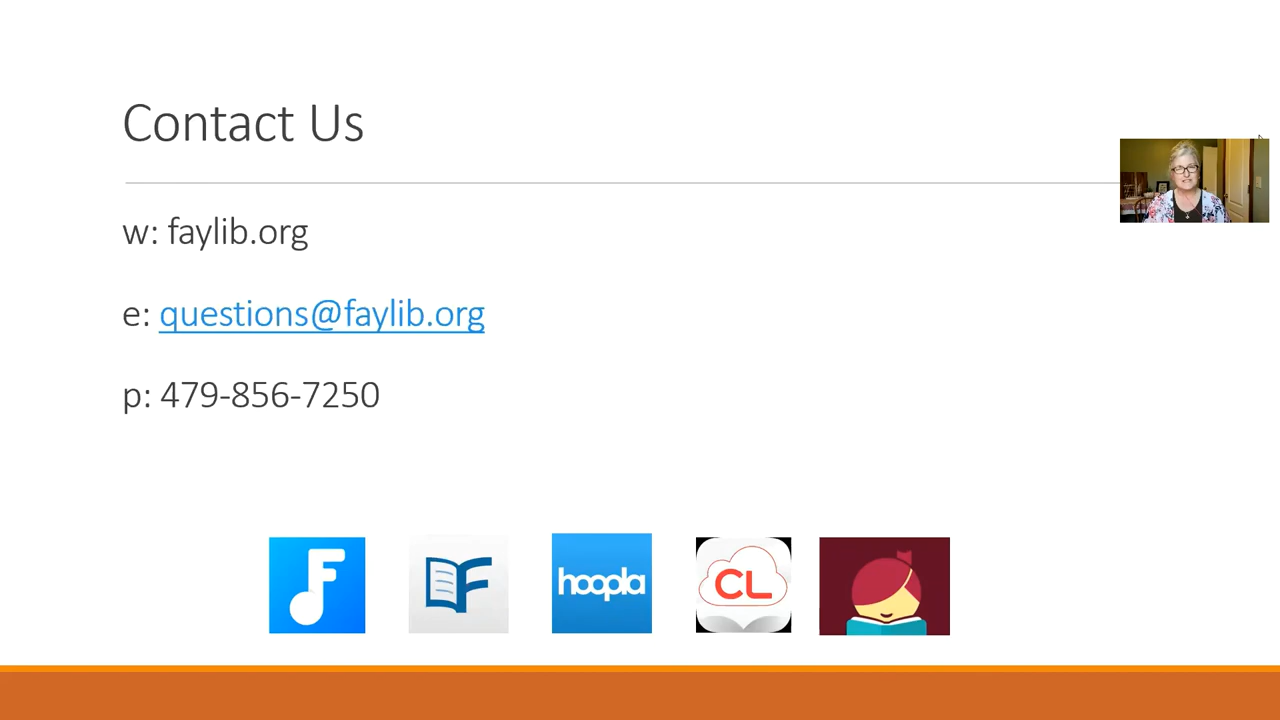 Contact Us
w: faylib.org
e: questions@faylib.org
p: 479-856-7250
F
F
hoopla
CL